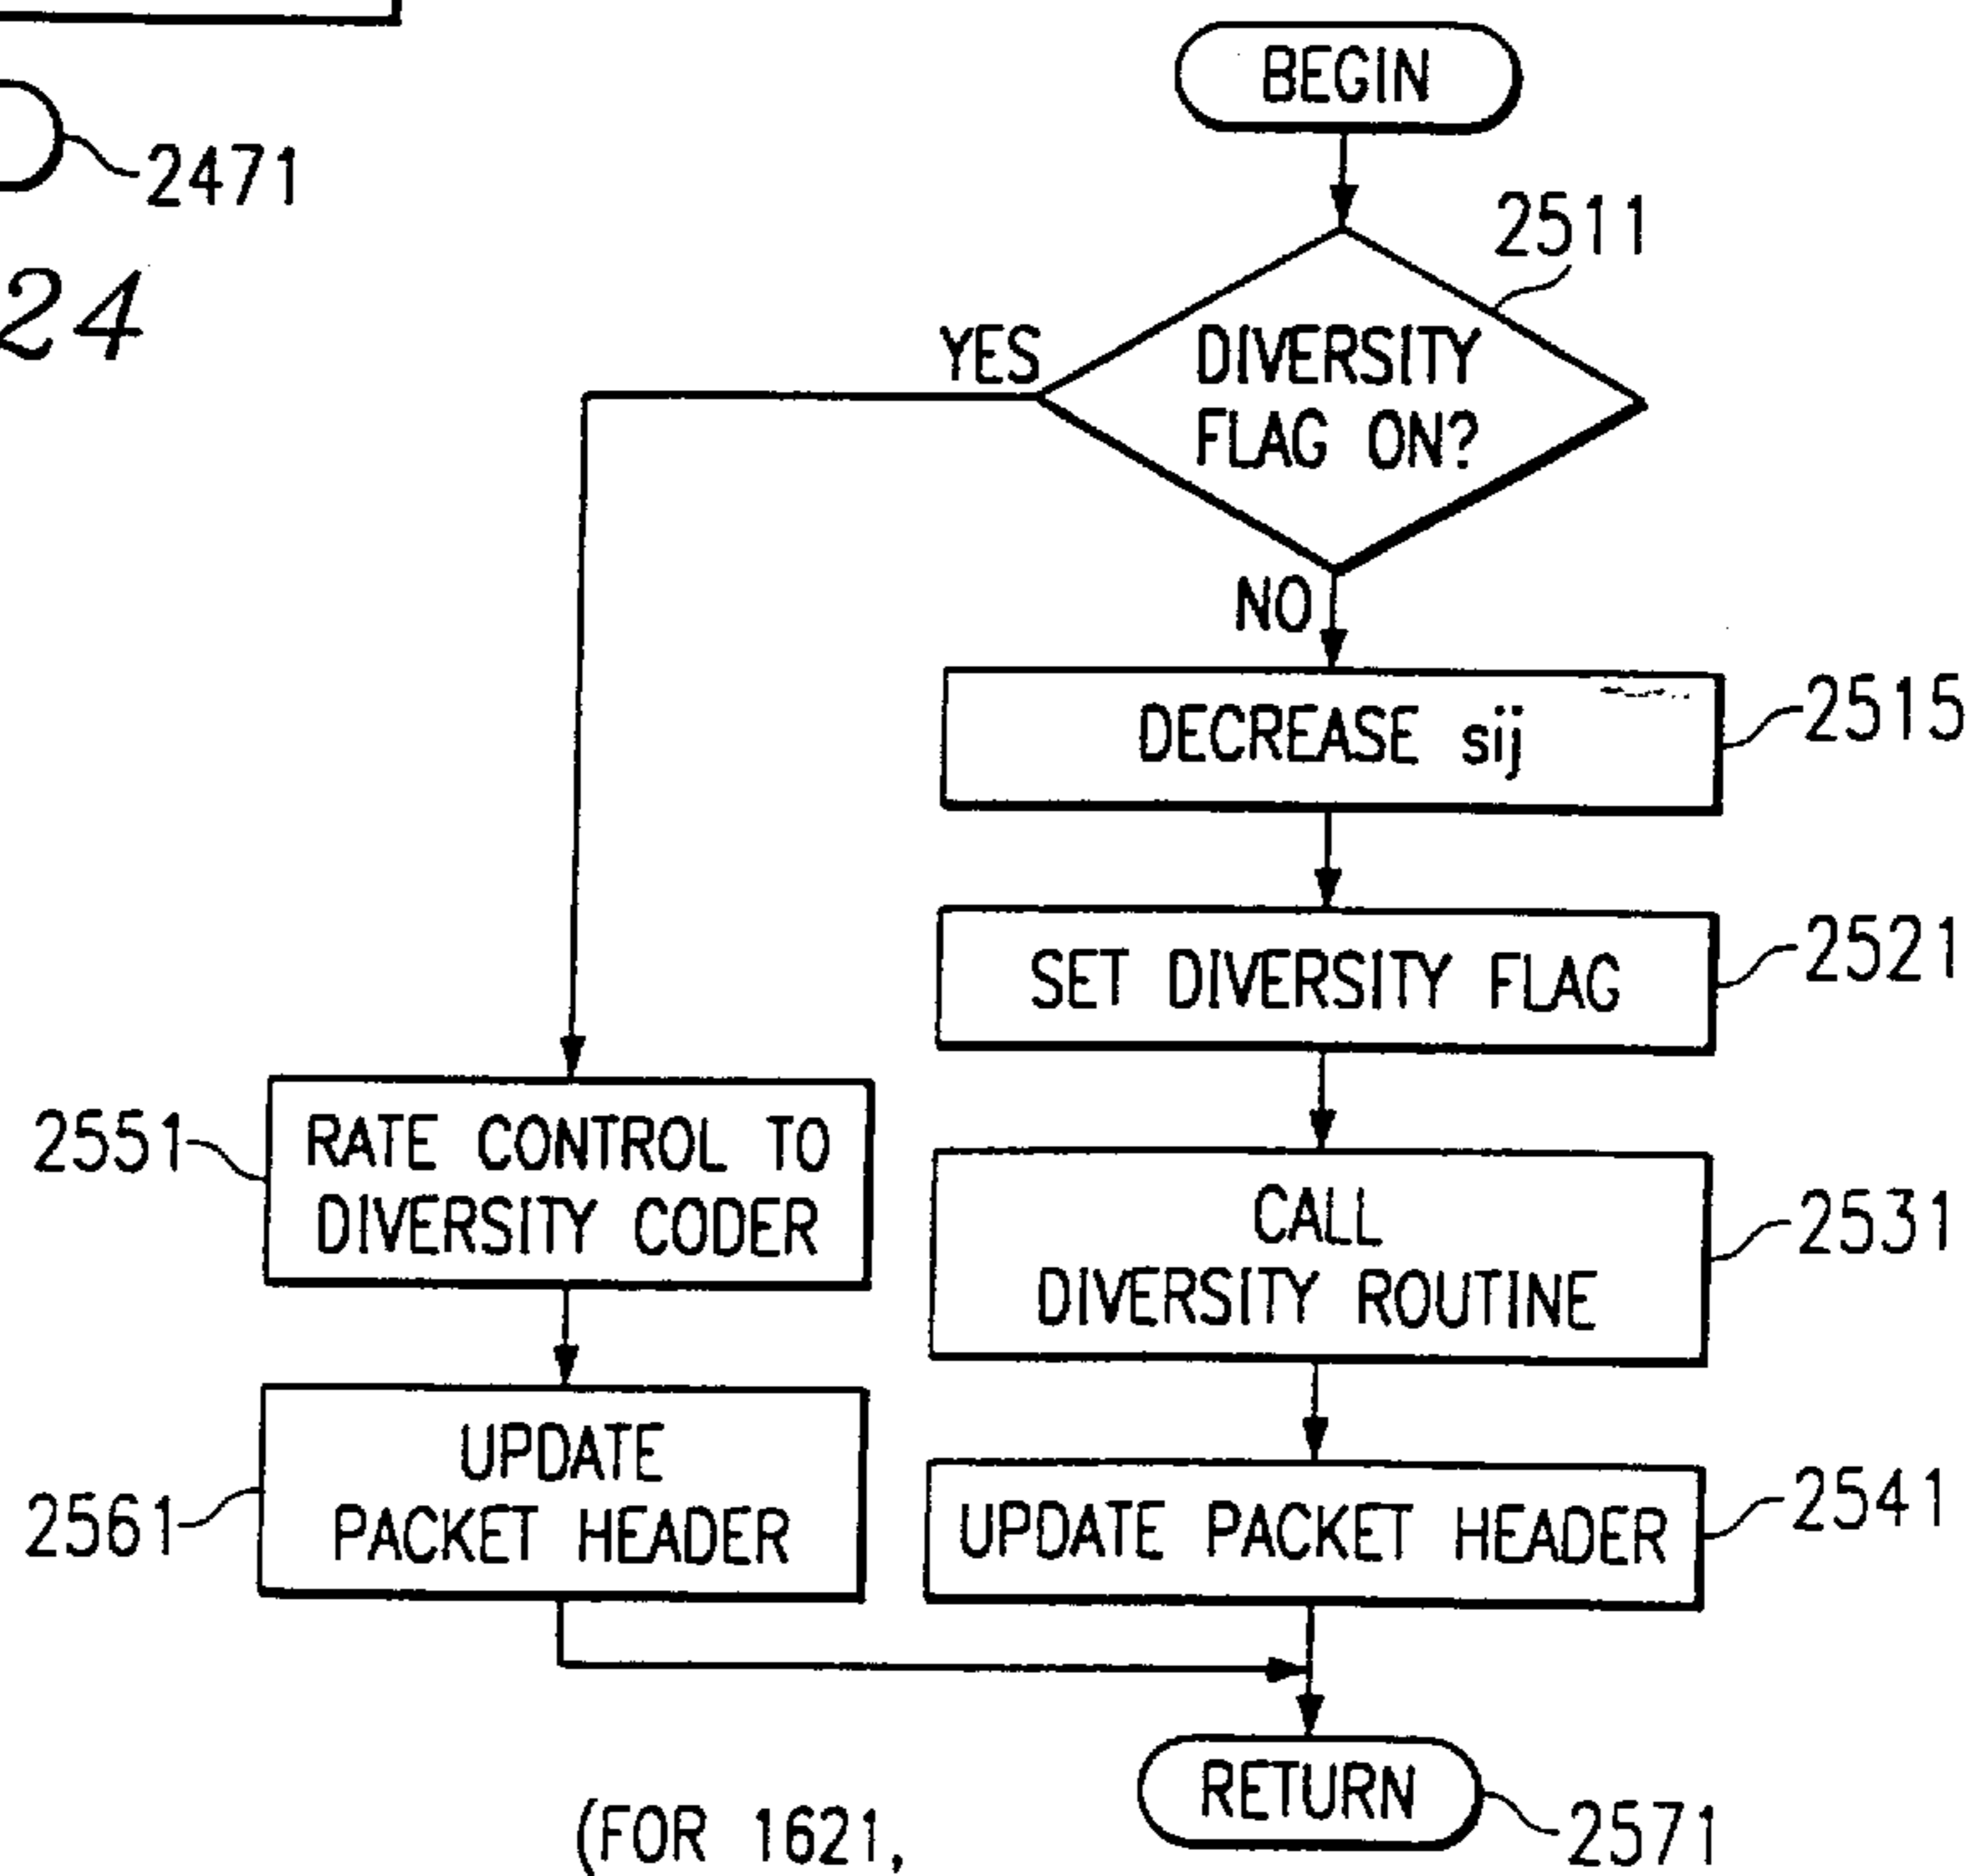 2471
24
BEGIN
2511
DIVERSITY
FLAG ON?
YES
NO
DECREASE sij
2515
SET DIVERSITY FLAG
2521
2551
RATE CONTROL TO
DIVERSITY CODER
CALL
DIVERSITY ROUTINE
2531
2561
UPDATE
PACKET HEADER
UPDATE PACKET HEADER
2541
RETURN
2571
(FOR 1621,